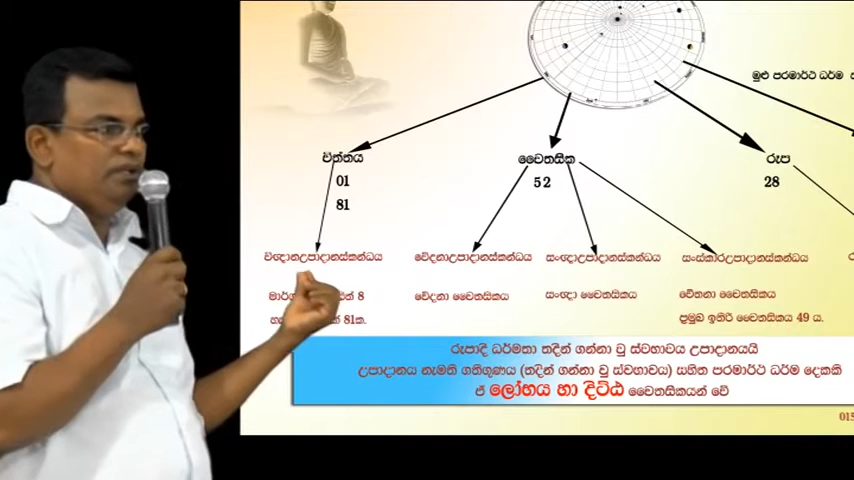 මුළු පරමාර්ථ ධර්ම
චිත්තය
චෛතසික
රූප
01
52
28
81
විඥානඋපාදානස්කන්ධය
වේදනාඋපාදානස්කන්ධය
සංඥාඋපාදානස්කන්ධය
සංස්කාරඋපාදානස්කන්ධය
8
වේදනා චෛතසිකය
සංඥා චෛතසිකය
චේතනා චෛතසිකය
81ක.
ප්‍රමුඛ ඉතිරි චෛතසිකය 49 ය.
රූපාදි ධර්මතා තදින් ගන්නා වූ ස්වභාවය උපාදානයයි
උපාදානය නැමති ගතිගුණය (තදින් ගන්නා වූ ස්වභාවය) සහිත පරමාර්ථ ධර්ම දෙකකි
ඒ ලෝභය හා දිට්ඨි චෛතසිකයන් වේ